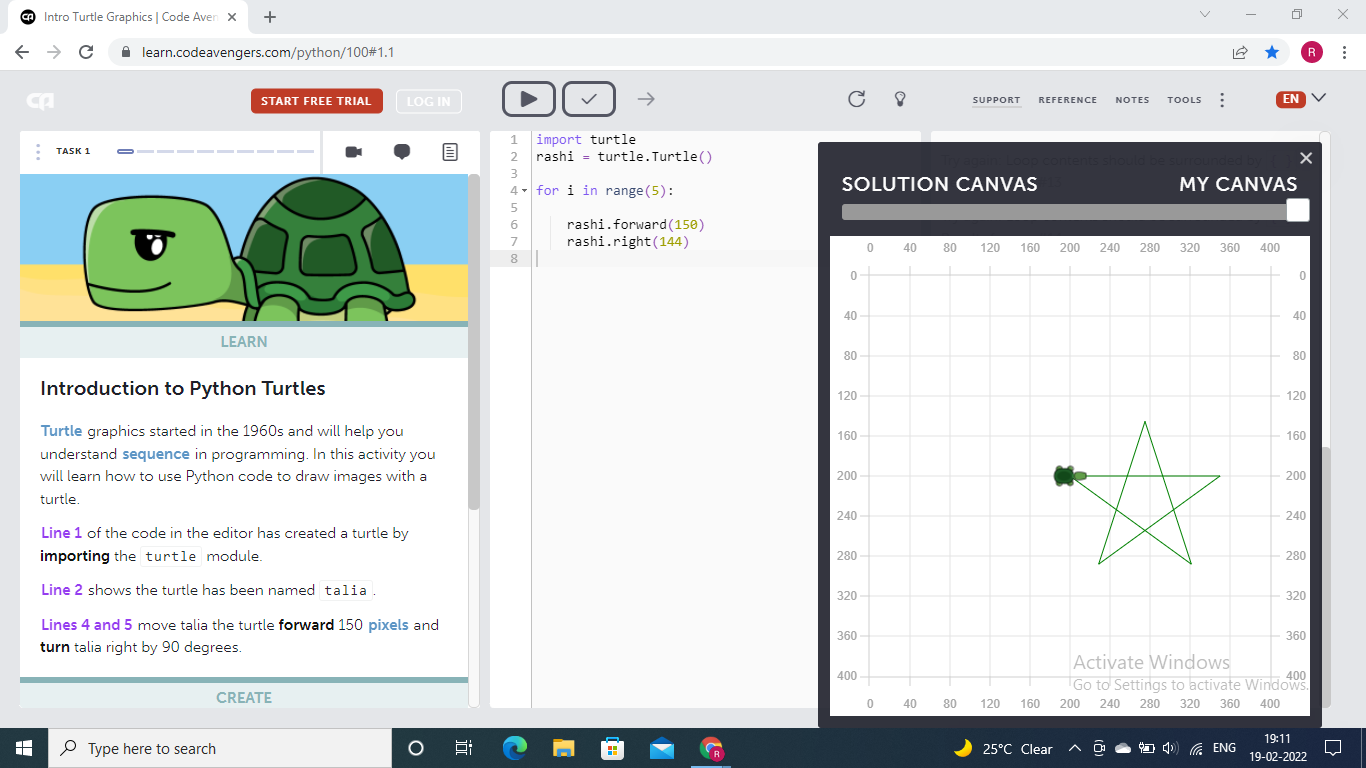 Intro Turtle Graphics | Code Aven
learn.codeavengers.com/python/100#1.1
R
START FREE TRIAL
LOG IN
SUPPORT
REFERENCE
NOTES
TOOLS
EN
TASK 1
LEARN
Introduction to Python Turtles
Turtle graphics started in the 1960s and will help you
understand sequence in programming. In this activity you
will learn how to use Python code to draw images with a
turtle.
Line 1 of the code in the editor has created a turtle by
importing the turtle module.
Line 2 shows the turtle has been named talia .
Lines 4 and 5 move talia the turtle forward 150 pixels and
turn talia right by 90 degrees.
CREATE
1 import turtle
2 rashi = turtle.Turtle()
3
4 for i in range(5):
5
6 rashi.forward(150)
7 rashi.right(144)
8
SOLUTION CANVAS
MY CANVAS
0 40 80 120 160 200 240 280 320 360 400
0 0
40 40
80 80
120 120
160 160
200 200
240 240
280 280
320 320
360 360
400 400
0 40 80 120 160 200 240 280 320 360 400
Activate Windows
Go to Settings to activate Windows.
Type here to search
R
25°C Clear
ENG
19:11
19-02-2022